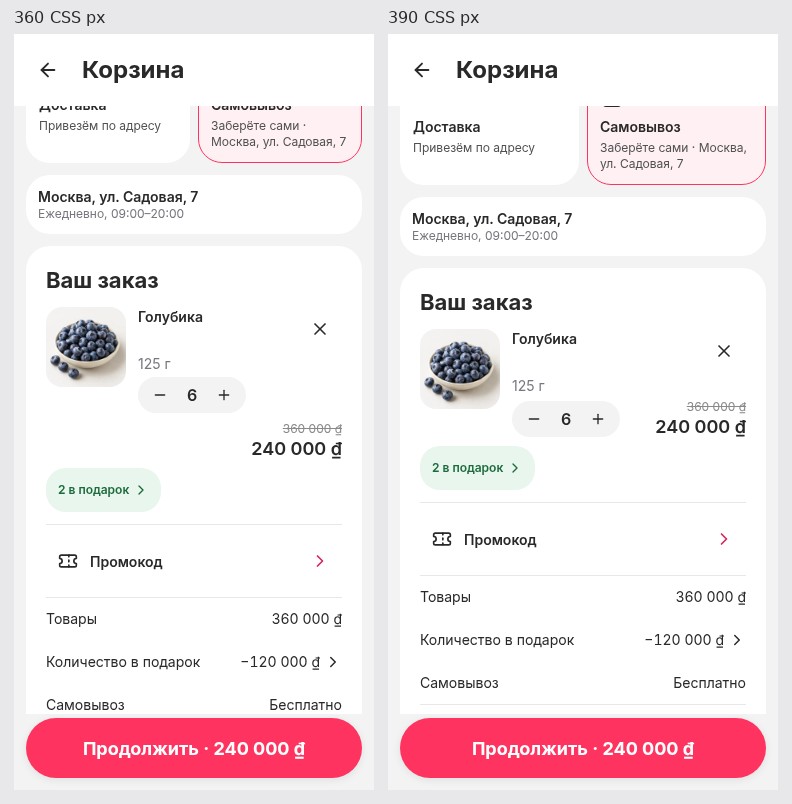 360 CSS px
Корзина
Доставка
Привезём по адресу
Самовывоз
Заберёте сами ·
Москва, ул. Садовая, 7
Москва, ул. Садовая, 7
Ежедневно, 09:00–20:00
Ваш заказ
Голубика
125 г
6
360 000 ₫
240 000 ₫
2 в подарок
Промокод
Товары 360 000 ₫
Количество в подарок −120 000 ₫
Самовывоз Бесплатно
Продолжить · 240 000 ₫
390 CSS px
Корзина
Доставка
Привезём по адресу
Самовывоз
Заберёте сами · Москва,
ул. Садовая, 7
Москва, ул. Садовая, 7
Ежедневно, 09:00–20:00
Ваш заказ
Голубика
125 г
6
360 000 ₫
240 000 ₫
2 в подарок
Промокод
Товары 360 000 ₫
Количество в подарок −120 000 ₫
Самовывоз Бесплатно
Продолжить · 240 000 ₫